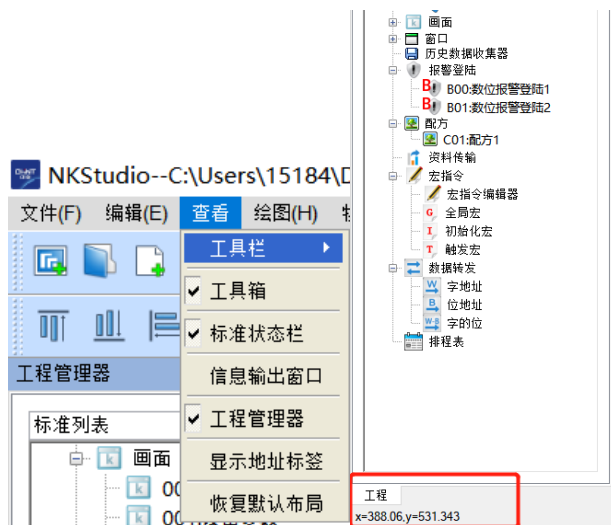 NKStudio--C:\Users\15184\D
文件(F) 编辑(E) 查看 绘图(H)
工具栏
工具箱
标准状态栏
信息输出窗口
工程管理器
显示地址标签
恢复默认布局
工程管理器
标准列表
画面
画面
窗口
历史数据收集器
报警登陆
B00:数位报警登陆1
B01:数位报警登陆2
配方
C01:配方1
资料传输
宏指令
宏指令编辑器
全局宏
初始化宏
触发宏
数据转发
字地址
位地址
字的位
排程表
工程
x=388.06,y=531.343